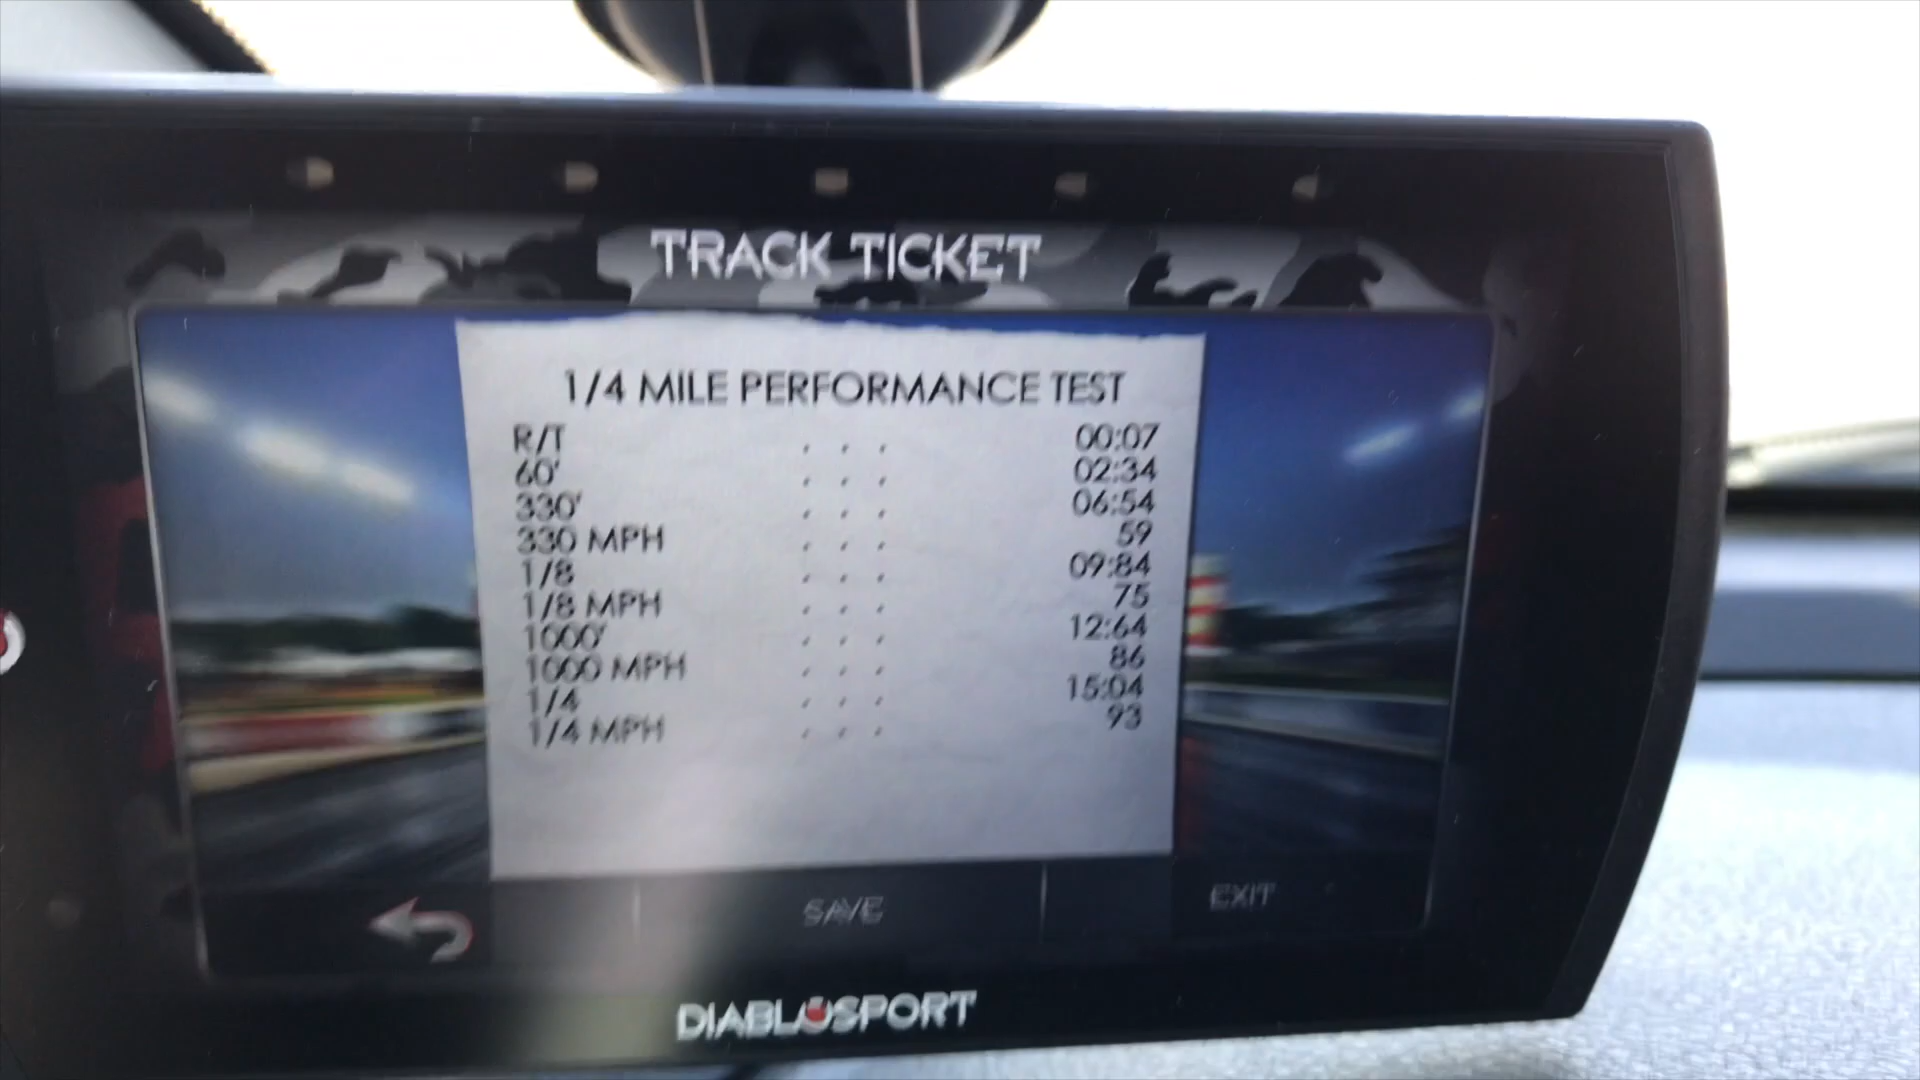 TRACK TICKET
1/4 MILE PERFORMANCE TEST
R/T . . . 00:07
60' . . . 02:34
330' . . . 06:54
330 MPH . . . 59
1/8 . . . 09:84
1/8 MPH . . . 75
1000' . . . 12:64
1000 MPH . . . 86
1/4 . . . 15:04
1/4 MPH . . . 93
SAVE EXIT
DIABLOSPORT